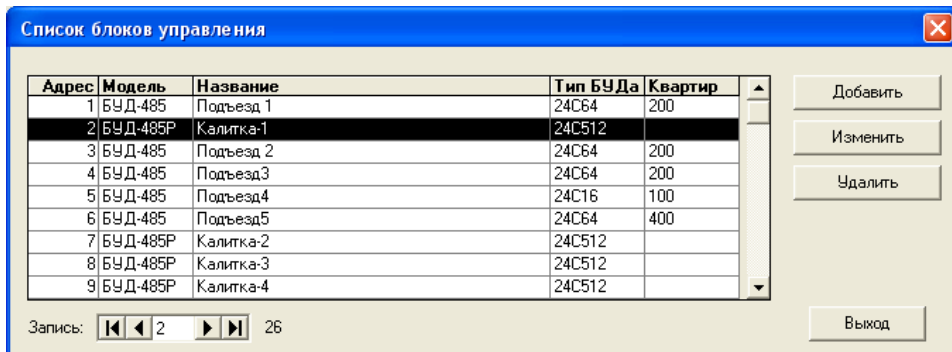 Список блоков управления
Адрес Модель Название Тип БУДа Квартир
1 БУД-485 Подъезд 1 24C64 200
2 БУД-485Р Калитка-1 24C512
3 БУД-485 Подъезд 2 24C64 200
4 БУД-485 Подъезд3 24C64 200
5 БУД-485 Подъезд4 24C16 100
6 БУД-485 Подъезд5 24C64 400
7 БУД-485Р Калитка-2 24C512
8 БУД-485Р Калитка-3 24C512
9 БУД-485Р Калитка-4 24C512
Добавить
Изменить
Удалить
Запись: 2 26
Выход